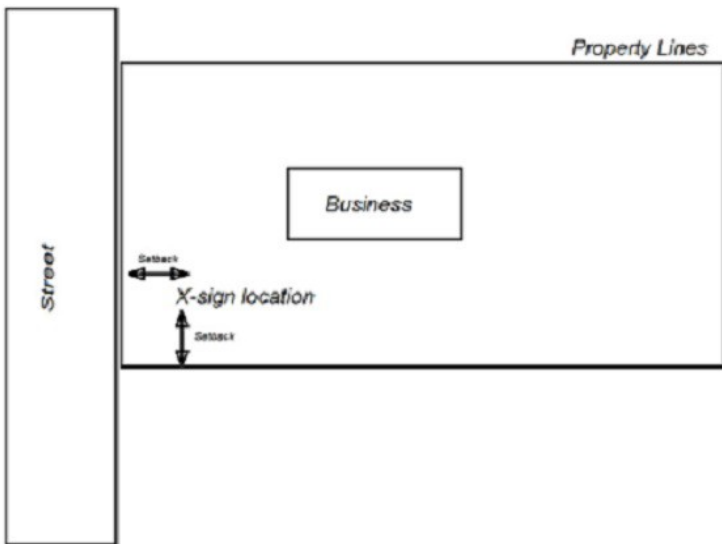 Property Lines
Business
Street
Setback
X-sign location
Setback